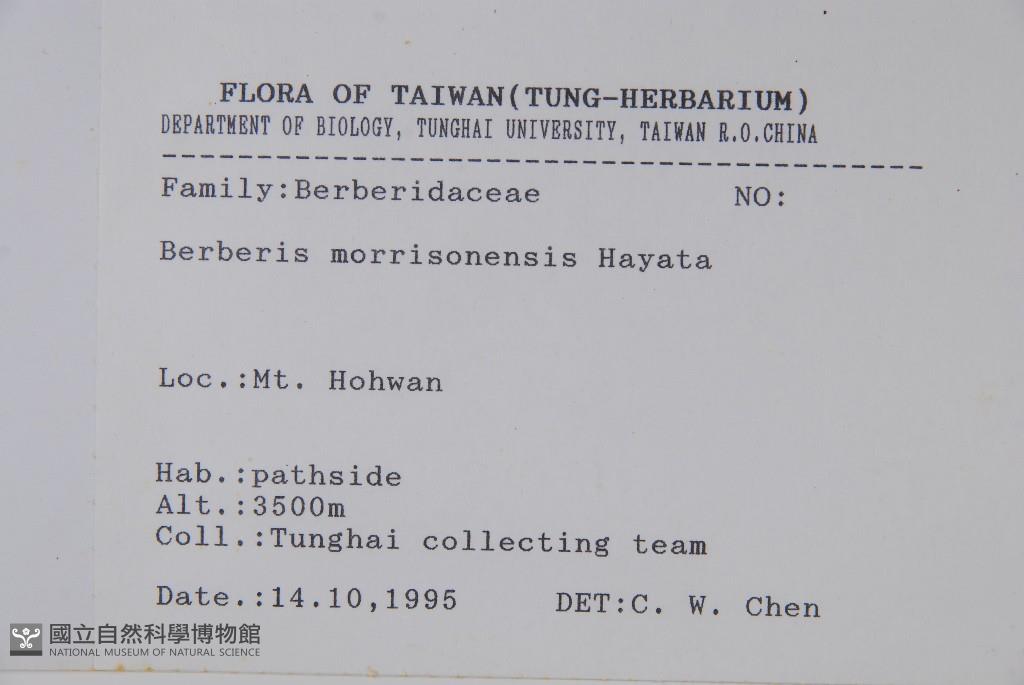 FLORA OF TAIWAN(TUNG-HERBARIUM)
DEPARTMENT OF BIOLOGY, TUNGHAI UNIVERSITY, TAIWAN R.O.CHINA
----------------------------------------
Family:Berberidaceae NO:
Berberis morrisonensis Hayata
Loc.:Mt. Hohwan
Hab.:pathside
Alt.:3500m
Coll.:Tunghai collecting team
Date.:14.10,1995 DET:C. W. Chen
國立自然科學博物館
NATIONAL MUSEUM OF NATURAL SCIENCE